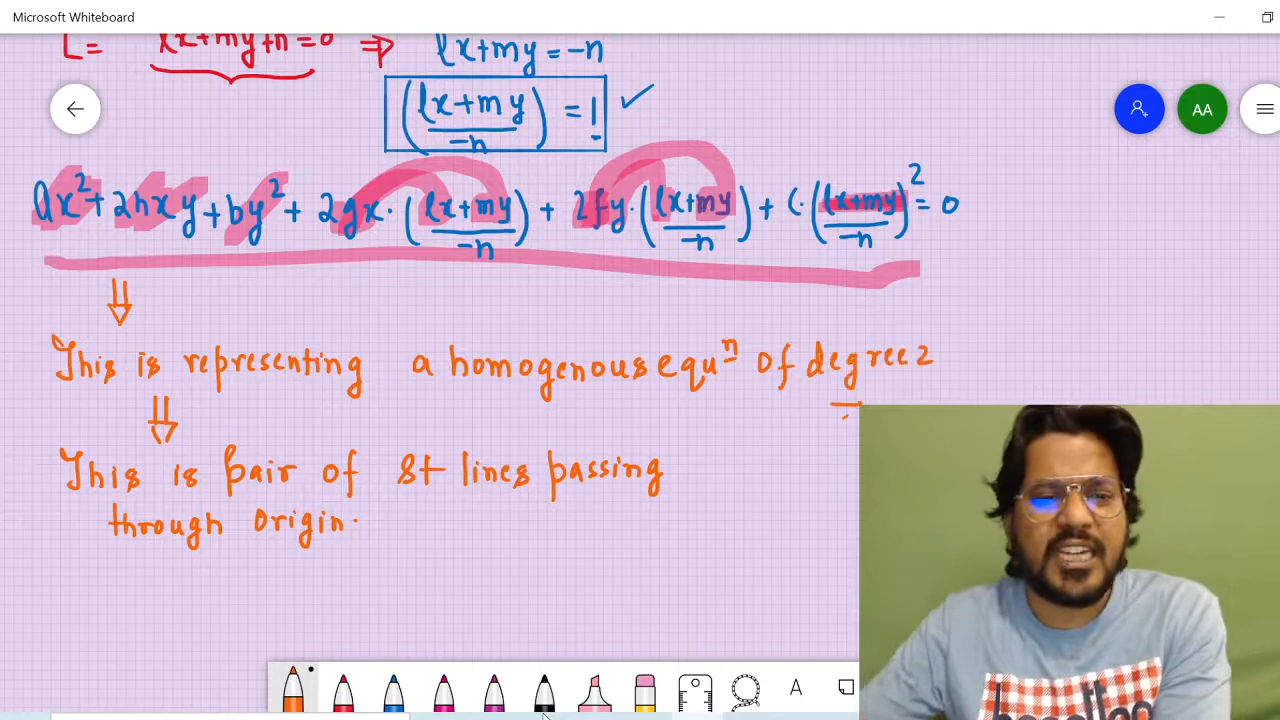 Microsoft Whiteboard
L = lx+my+n=0 ⇒ lx+my = -n
(lx+my/-n) = 1 ✓
AA
ax²+2hxy+by²+2gx·(lx+my/-n)+2fy·(lx+my/-n)+c·(lx+my/-n)²=0
⇓
This is representing a homogenous equⁿ of degree 2
⇓
This is pair of st lines passing
through origin.
A